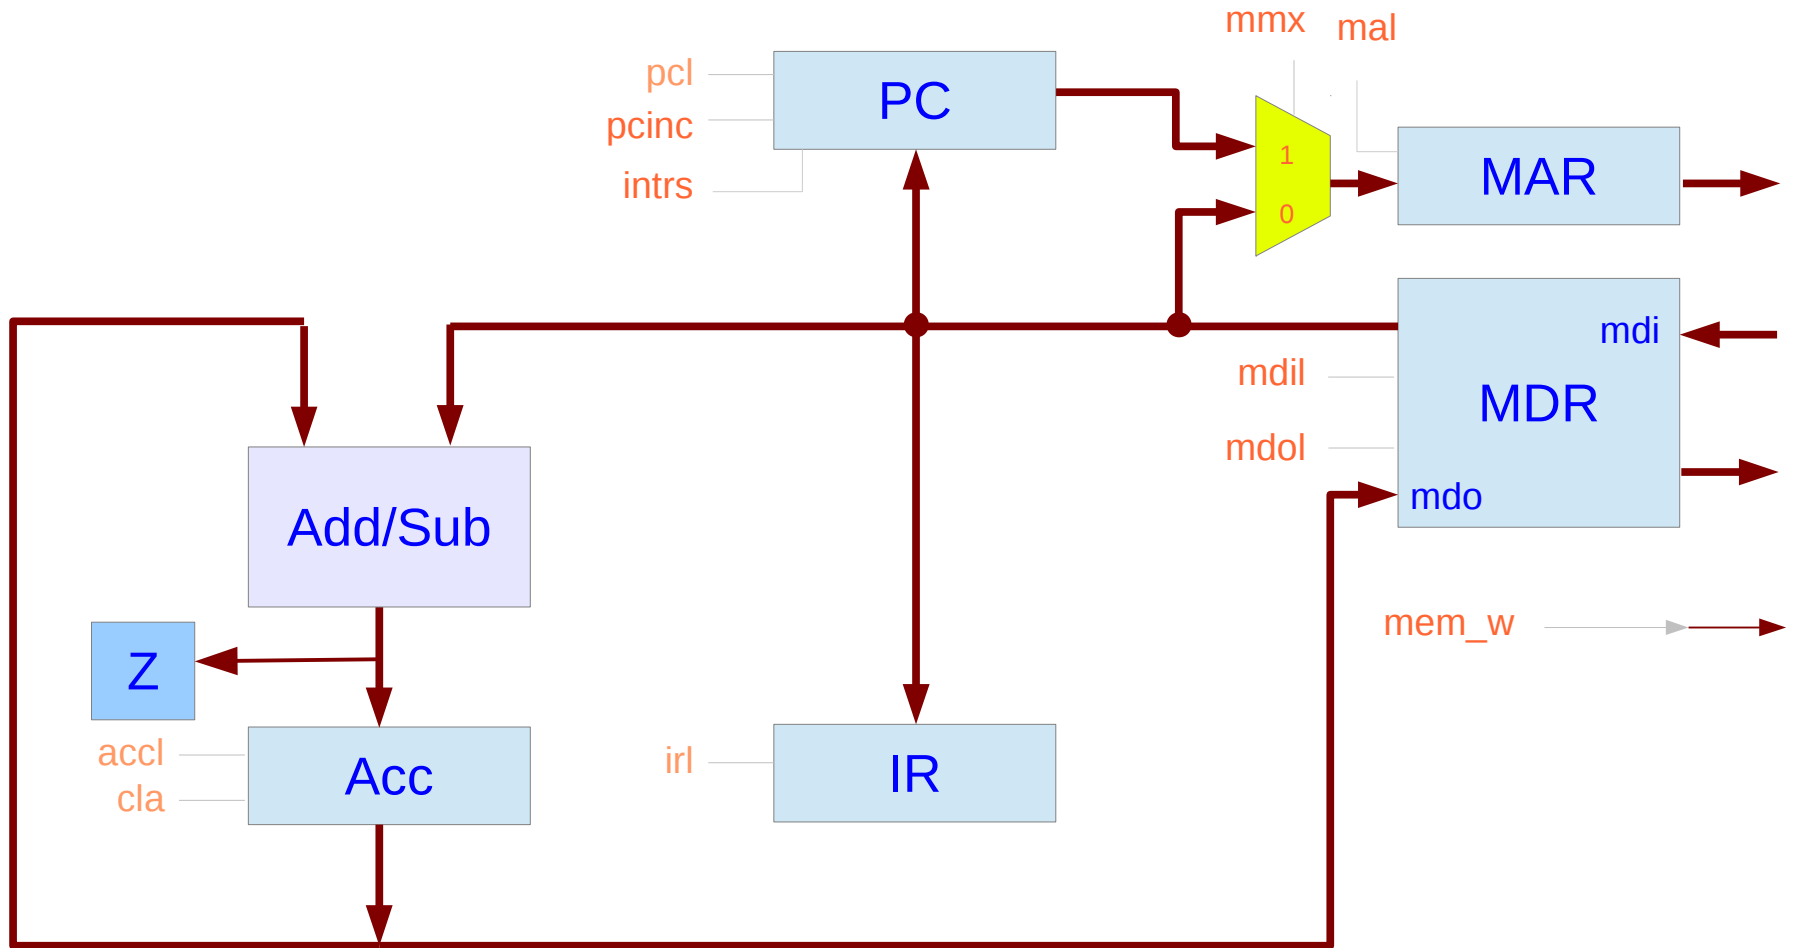 mmx
mal
pcl
PC
pcinc
1
MAR
intrs
0
mdi
mdil
MDR
mdol
mdo
Add/Sub
mem_w
Z
accl
irl
IR
Acc
cla